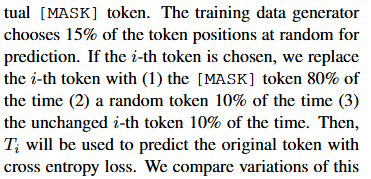 tual [MASK] token. The training data generator
chooses 15% of the token positions at random for
prediction. If the i-th token is chosen, we replace
the i-th token with (1) the [MASK] token 80% of
the time (2) a random token 10% of the time (3)
the unchanged i-th token 10% of the time. Then,
Ti will be used to predict the original token with
cross entropy loss. We compare variations of this